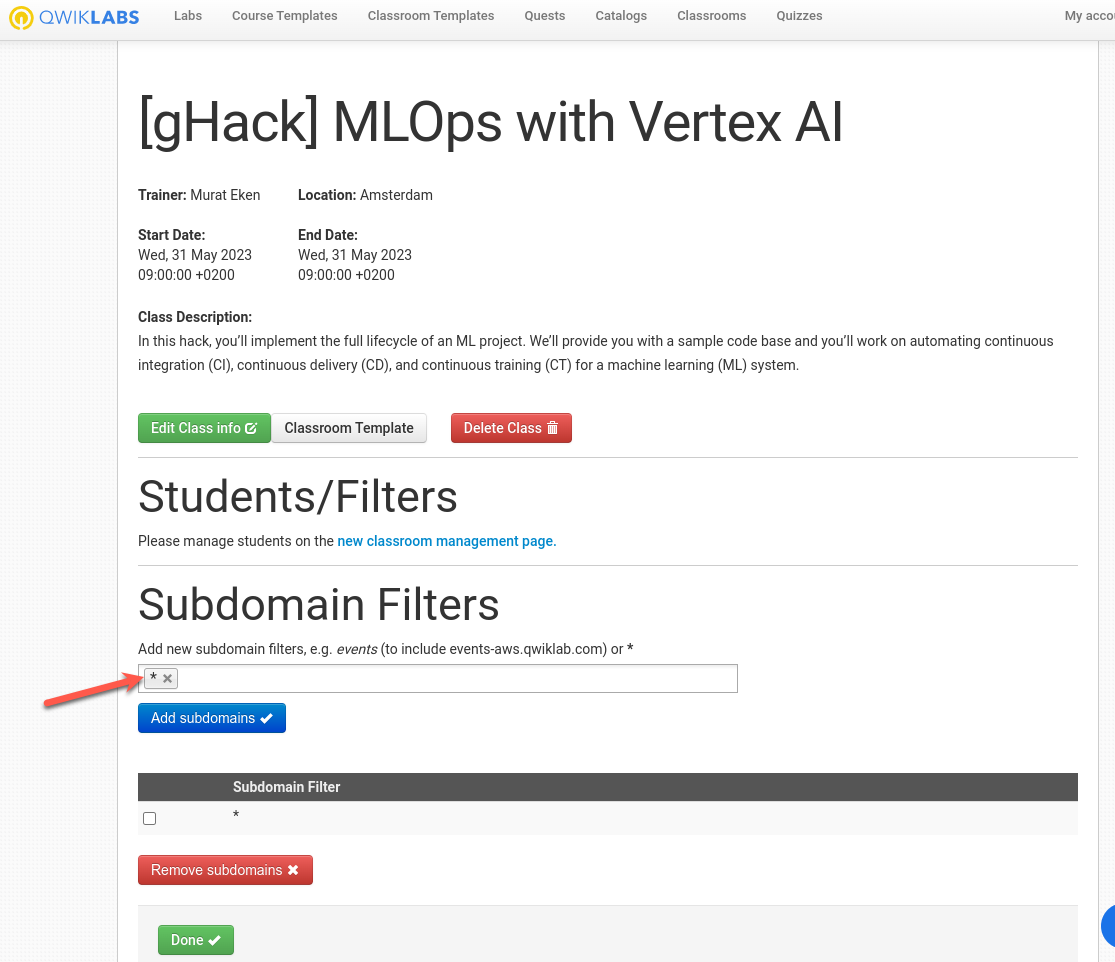 QWIKLABS Labs Course Templates Classroom Templates Quests Catalogs Classrooms Quizzes My acco
[gHack] MLOps with Vertex AI
Trainer: Murat Eken Location: Amsterdam
Start Date: End Date:
Wed, 31 May 2023 Wed, 31 May 2023
09:00:00 +0200 09:00:00 +0200
Class Description:
In this hack, you’ll implement the full lifecycle of an ML project. We’ll provide you with a sample code base and you’ll work on automating continuous
integration (CI), continuous delivery (CD), and continuous training (CT) for a machine learning (ML) system.
Edit Class info Classroom Template Delete Class
Students/Filters
Please manage students on the new classroom management page.
Subdomain Filters
Add new subdomain filters, e.g. events (to include events-aws.qwiklab.com) or *
*
Add subdomains
Subdomain Filter
*
Remove subdomains
Done